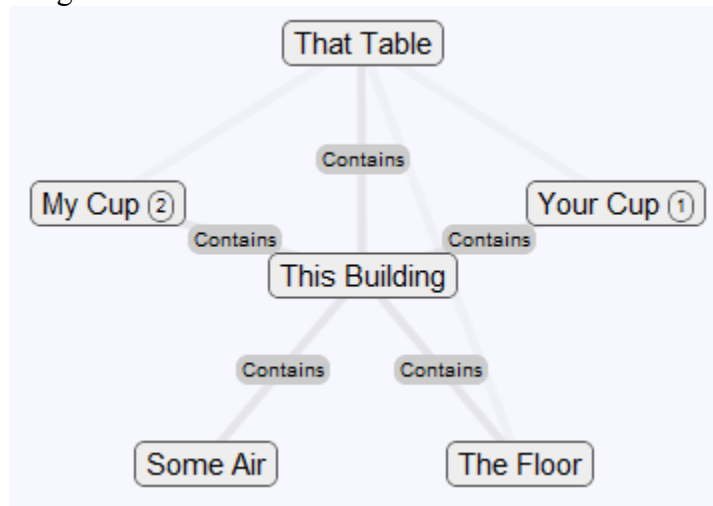 That Table
Contains
My Cup 2
Your Cup 1
Contains
Contains
This Building
Contains
Contains
Some Air
The Floor